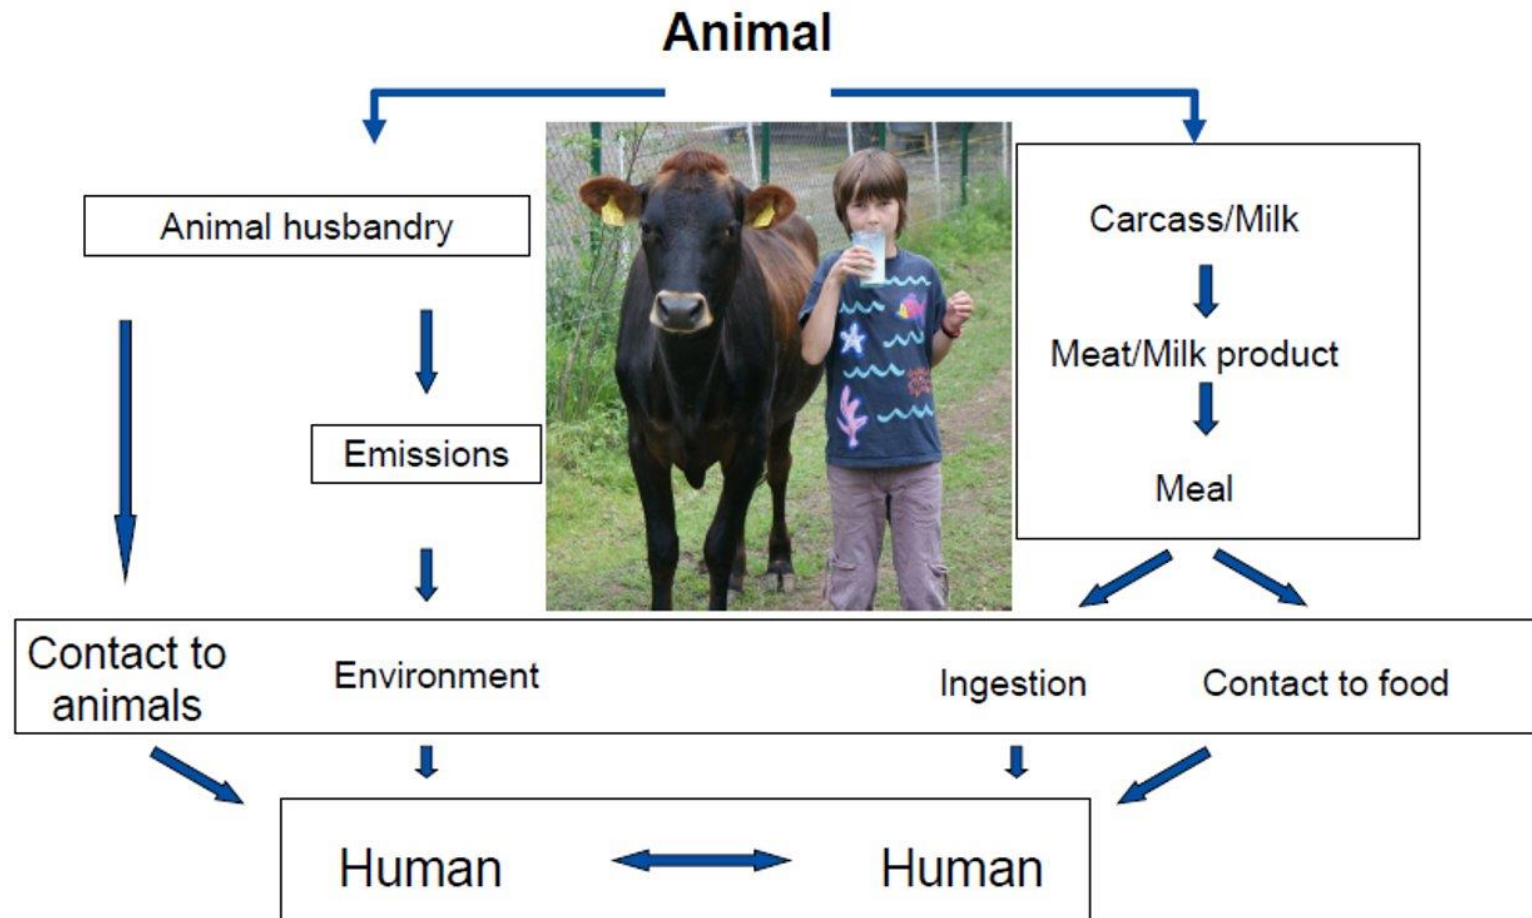 Animal
Animal husbandry
Carcass/Milk
Meat/Milk product
Emissions
Meal
Contact to
animals
Environment
Ingestion
Contact to food
Human
Human